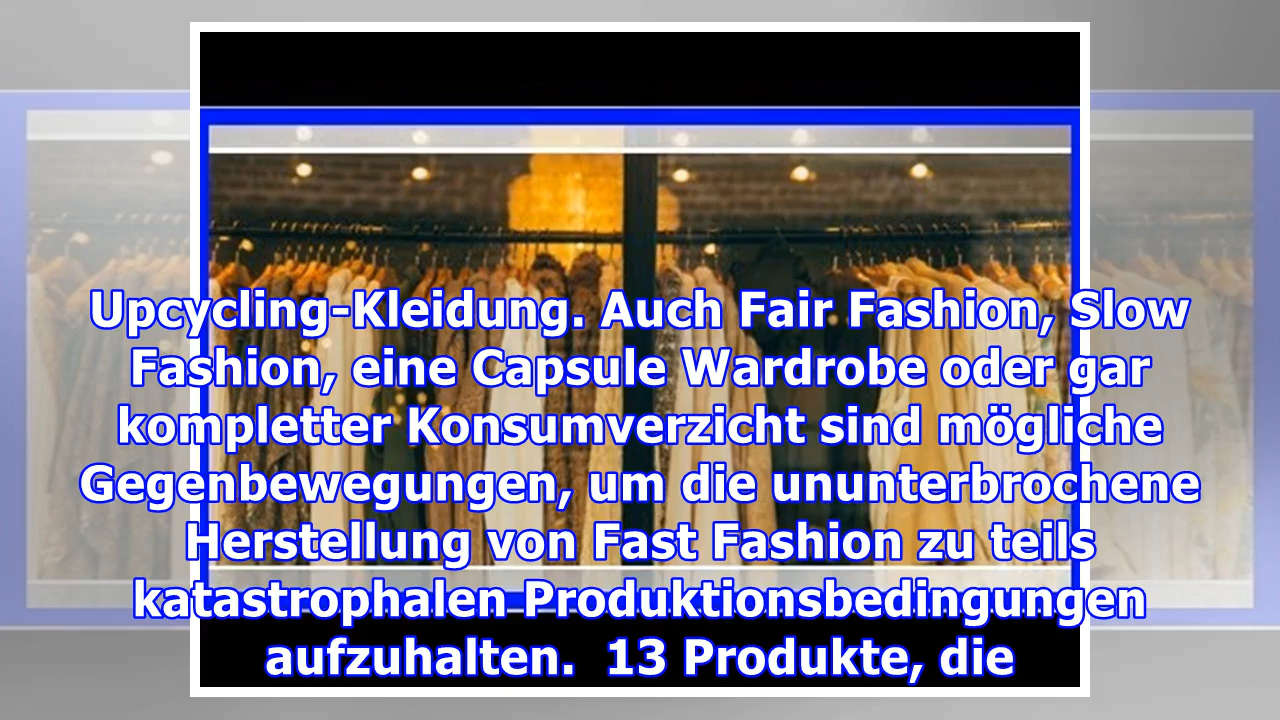 Upcycling-Kleidung. Auch Fair Fashion, Slow
Fashion, eine Capsule Wardrobe oder gar
kompletter Konsumverzicht sind mögliche
Gegenbewegungen, um die ununterbrochene
Herstellung von Fast Fashion zu teils
katastrophalen Produktionsbedingungen
aufzuhalten.  13 Produkte, die